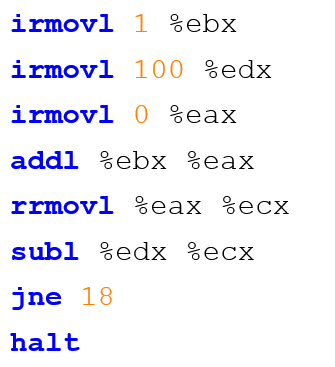 irmovl 1 %ebx
irmovl 100 %edx
irmovl 0 %eax
addl %ebx %eax
rrmovl %eax %ecx
subl %edx %ecx
jne 18
halt